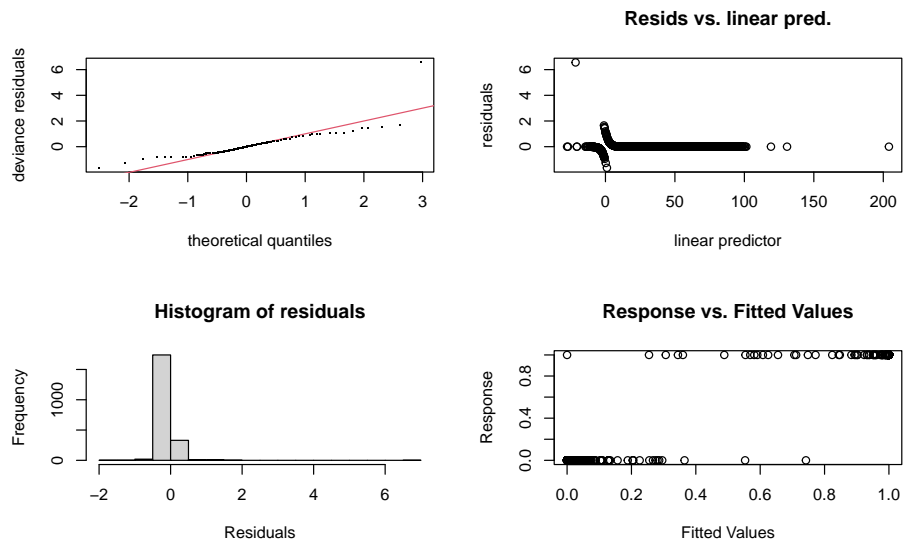 deviance residuals
0 2 4 6
−2 −1 0 1 2 3
theoretical quantiles
Resids vs. linear pred.
residuals
0 2 4 6
0 50 100 150 200
linear predictor
Histogram of residuals
Frequency
0 1000
−2 0 2 4 6
Residuals
Response vs. Fitted Values
Response
0.0 0.4 0.8
0.0 0.2 0.4 0.6 0.8 1.0
Fitted Values